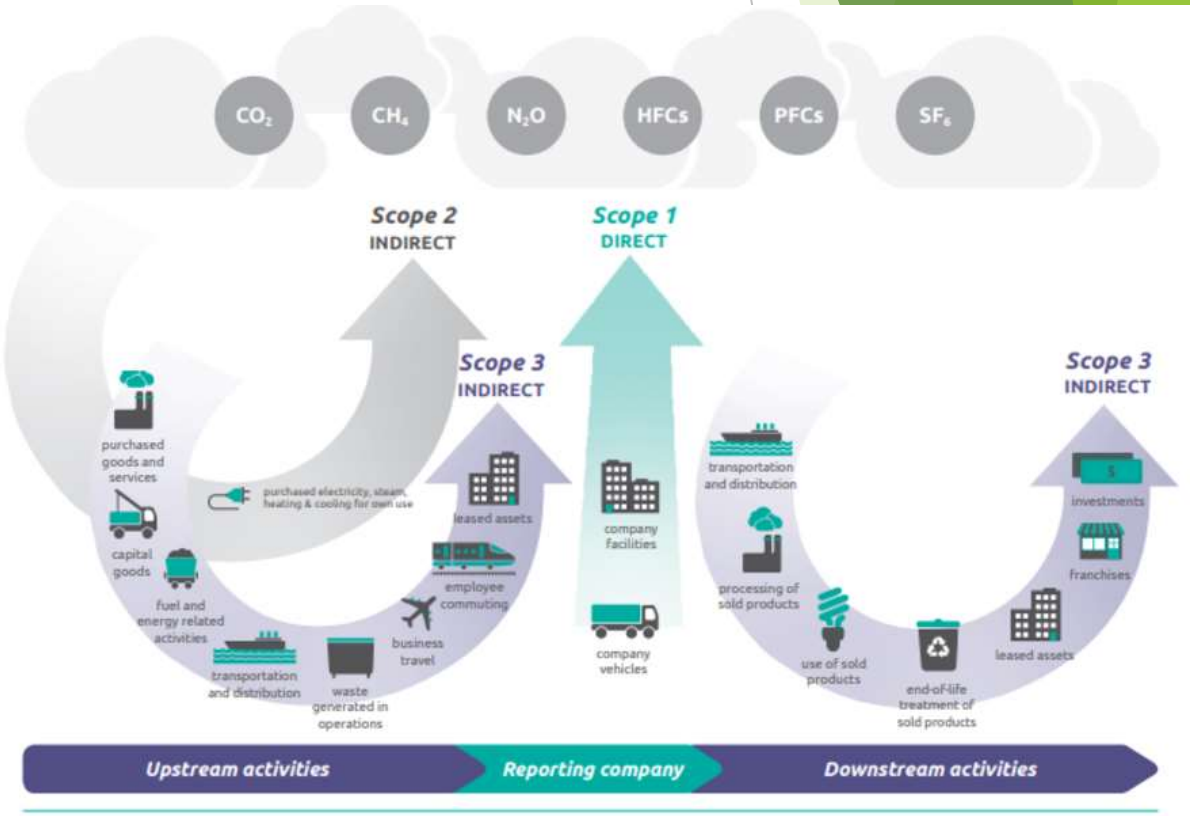 CO₂
CH₄
N₂O
HFCs
PFCs
SF₆
Scope 2
INDIRECT
Scope 1
DIRECT
Scope 3
INDIRECT
Scope 3
INDIRECT
purchased
goods and
services
capital
goods
fuel and
energy related
activities
transportation
and distribution
waste
generated in
operations
business
travel
employee
commuting
leased assets
purchased electricity, steam,
heating & cooling for own use
company
facilities
company
vehicles
transportation
and distribution
processing of
sold products
use of sold
products
end-of-life
treatment of
sold products
leased assets
franchises
$
investments
Upstream activities
Reporting company
Downstream activities